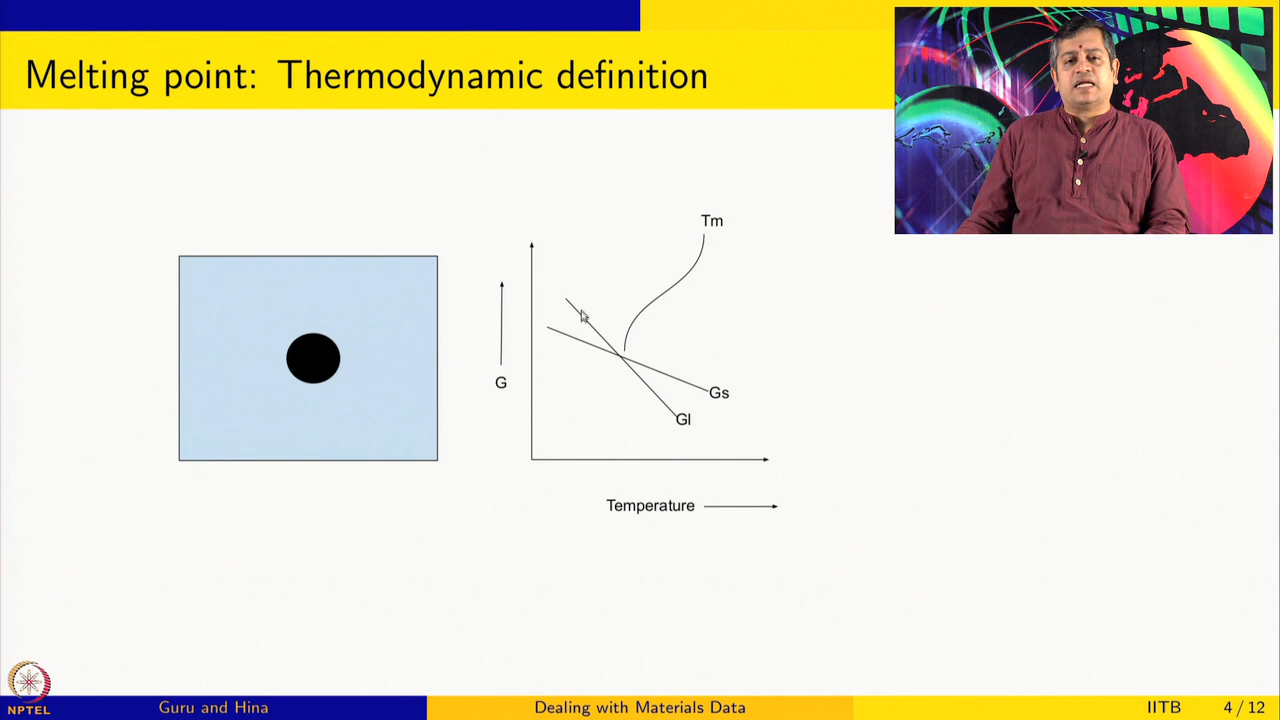 Melting point: Thermodynamic definition
Tm
G
Gs
Gl
Temperature
NPTEL
Guru and Hina
Dealing with Materials Data
IITB
4 / 12